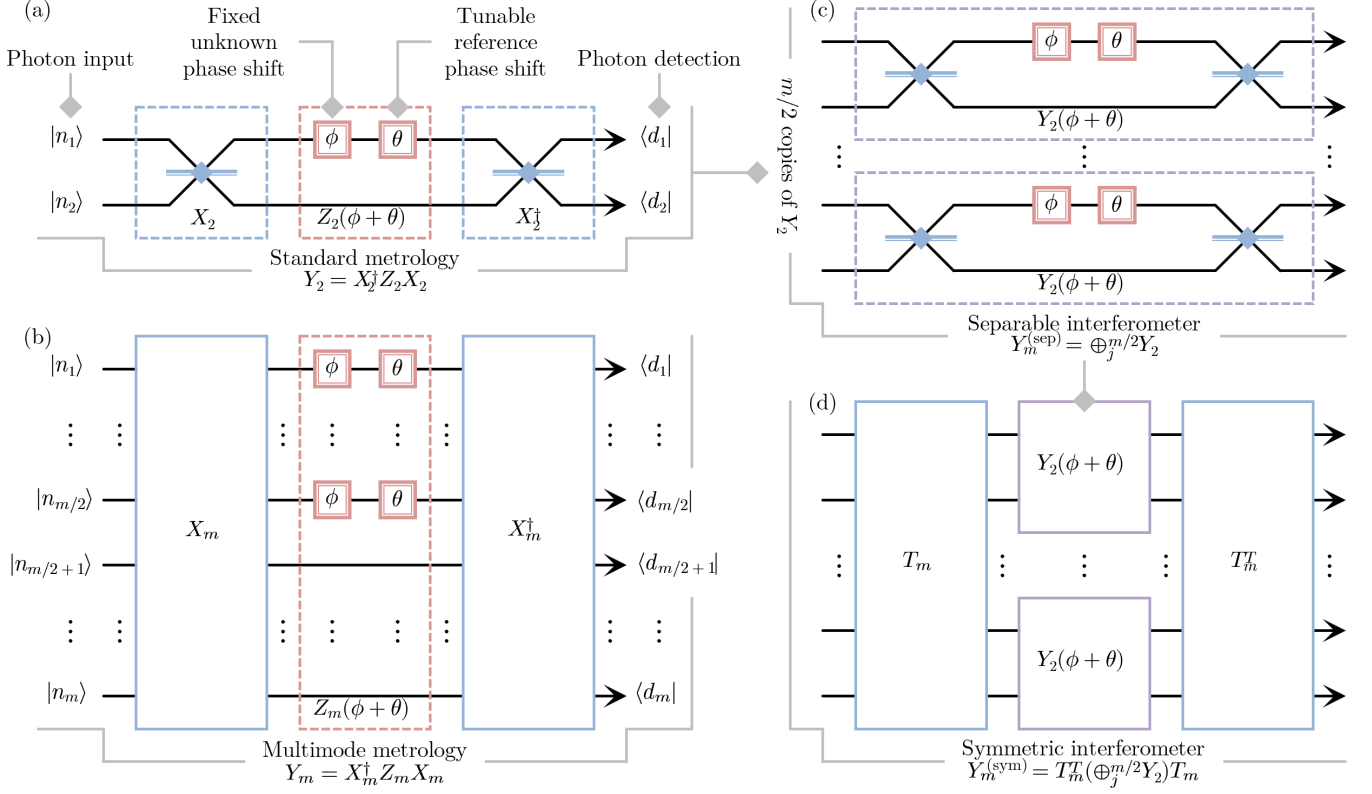 (a)
Fixed
unknown
phase shift
Tunable
reference
phase shift
Photon input
Photon detection
|n₁⟩
ϕ
θ
⟨d₁|
|n₂⟩
X₂
Z₂(ϕ + θ)
X₂†
⟨d₂|
Standard metrology
Y₂ = X₂†Z₂X₂
(b)
|n₁⟩
ϕ
θ
⟨d₁|
|n_{m/2}⟩
ϕ
θ
⟨d_{m/2}|
X_m
X_m†
|n_{m/2+1}⟩
⟨d_{m/2+1}|
|n_m⟩
Z_m(ϕ + θ)
⟨d_m|
Multimode metrology
Y_m = X_m†Z_mX_m
(c)
m/2 copies of Y₂
ϕ
θ
Y₂(ϕ + θ)
ϕ
θ
Y₂(ϕ + θ)
Separable interferometer
Y_m^{(sep)} = ⊕_j^{m/2}Y₂
(d)
T_m
Y₂(ϕ + θ)
Y₂(ϕ + θ)
T_m^T
Symmetric interferometer
Y_m^{(sym)} = T_m^T(⊕_j^{m/2}Y₂)T_m